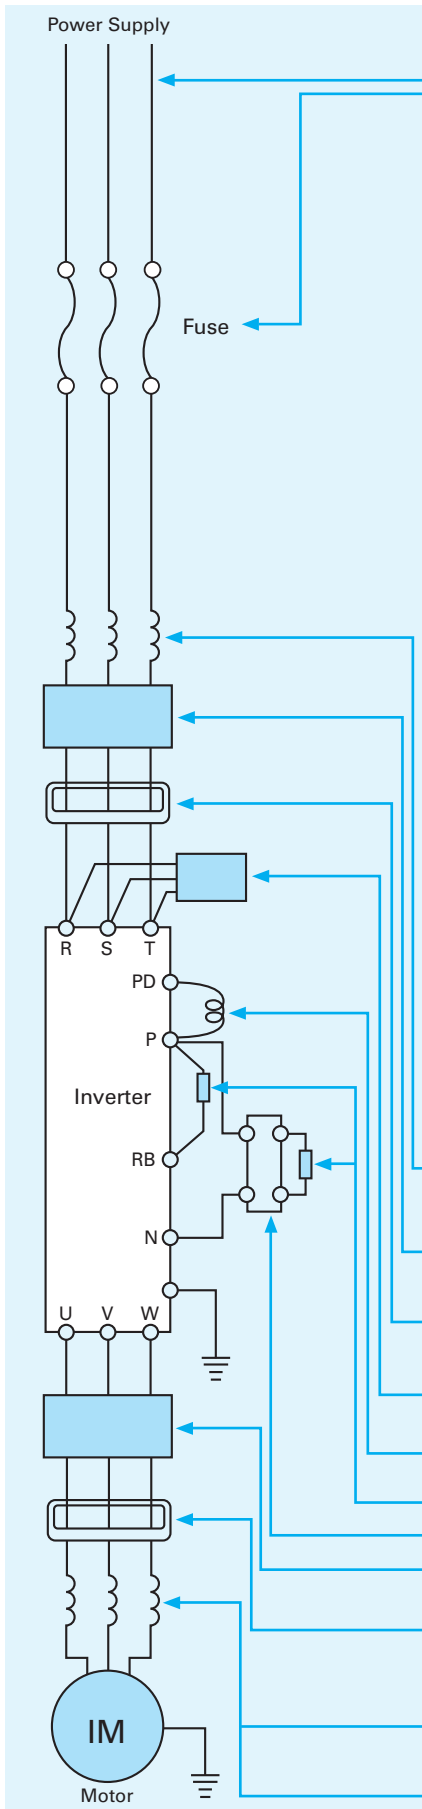 Power Supply
Fuse
R S T
PD
P
Inverter
RB
N
U V W
IM
Motor